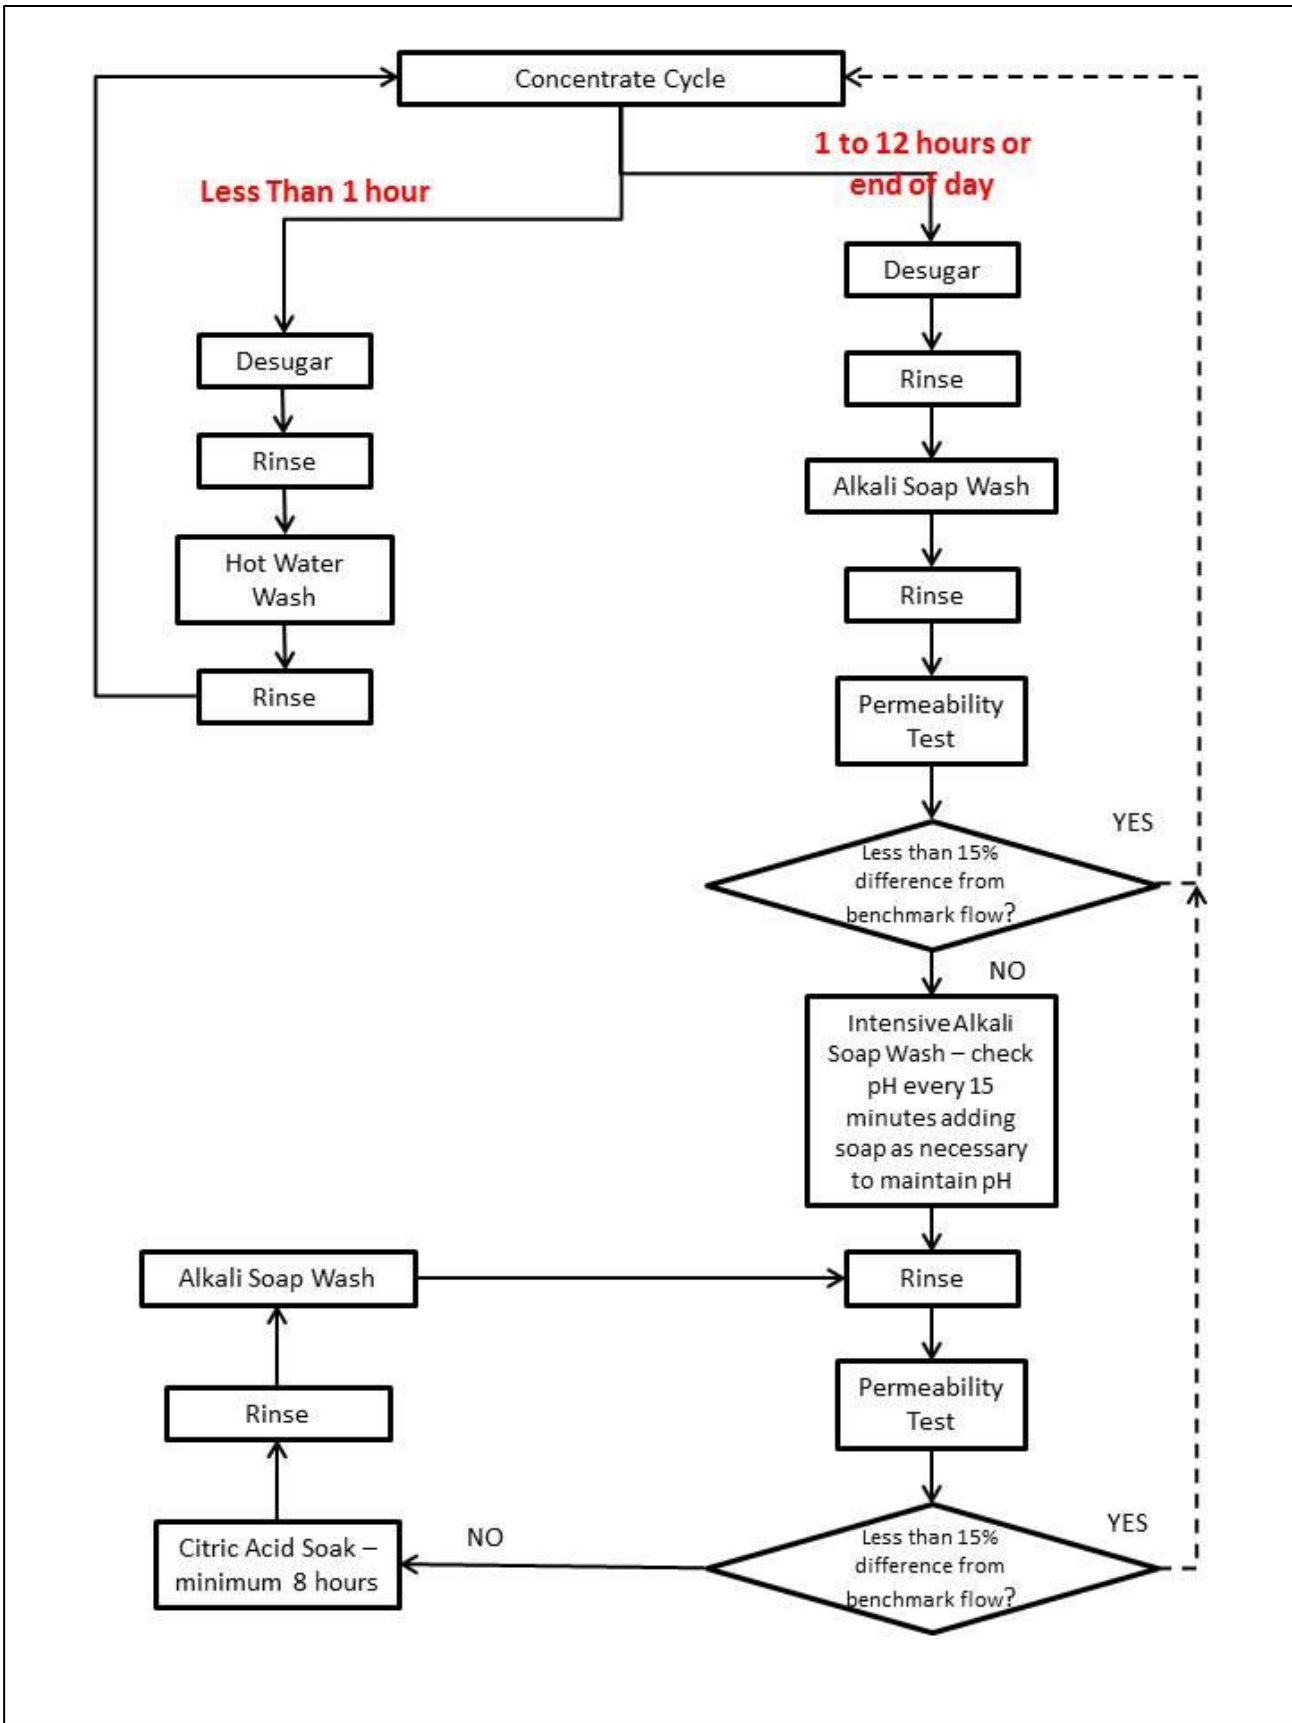 Concentrate Cycle
1 to 12 hours or
end of day
Less Than 1 hour
Desugar
Rinse
Hot Water
Wash
Rinse
Desugar
Rinse
Alkali Soap Wash
Rinse
Permeability
Test
YES
Less than 15%
difference from
benchmark flow?
NO
Intensive Alkali
Soap Wash – check
pH every 15
minutes adding
soap as necessary
to maintain pH
Alkali Soap Wash
Rinse
Rinse
Permeability
Test
Citric Acid Soak –
minimum 8 hours
NO
Less than 15%
difference from
benchmark flow?
YES